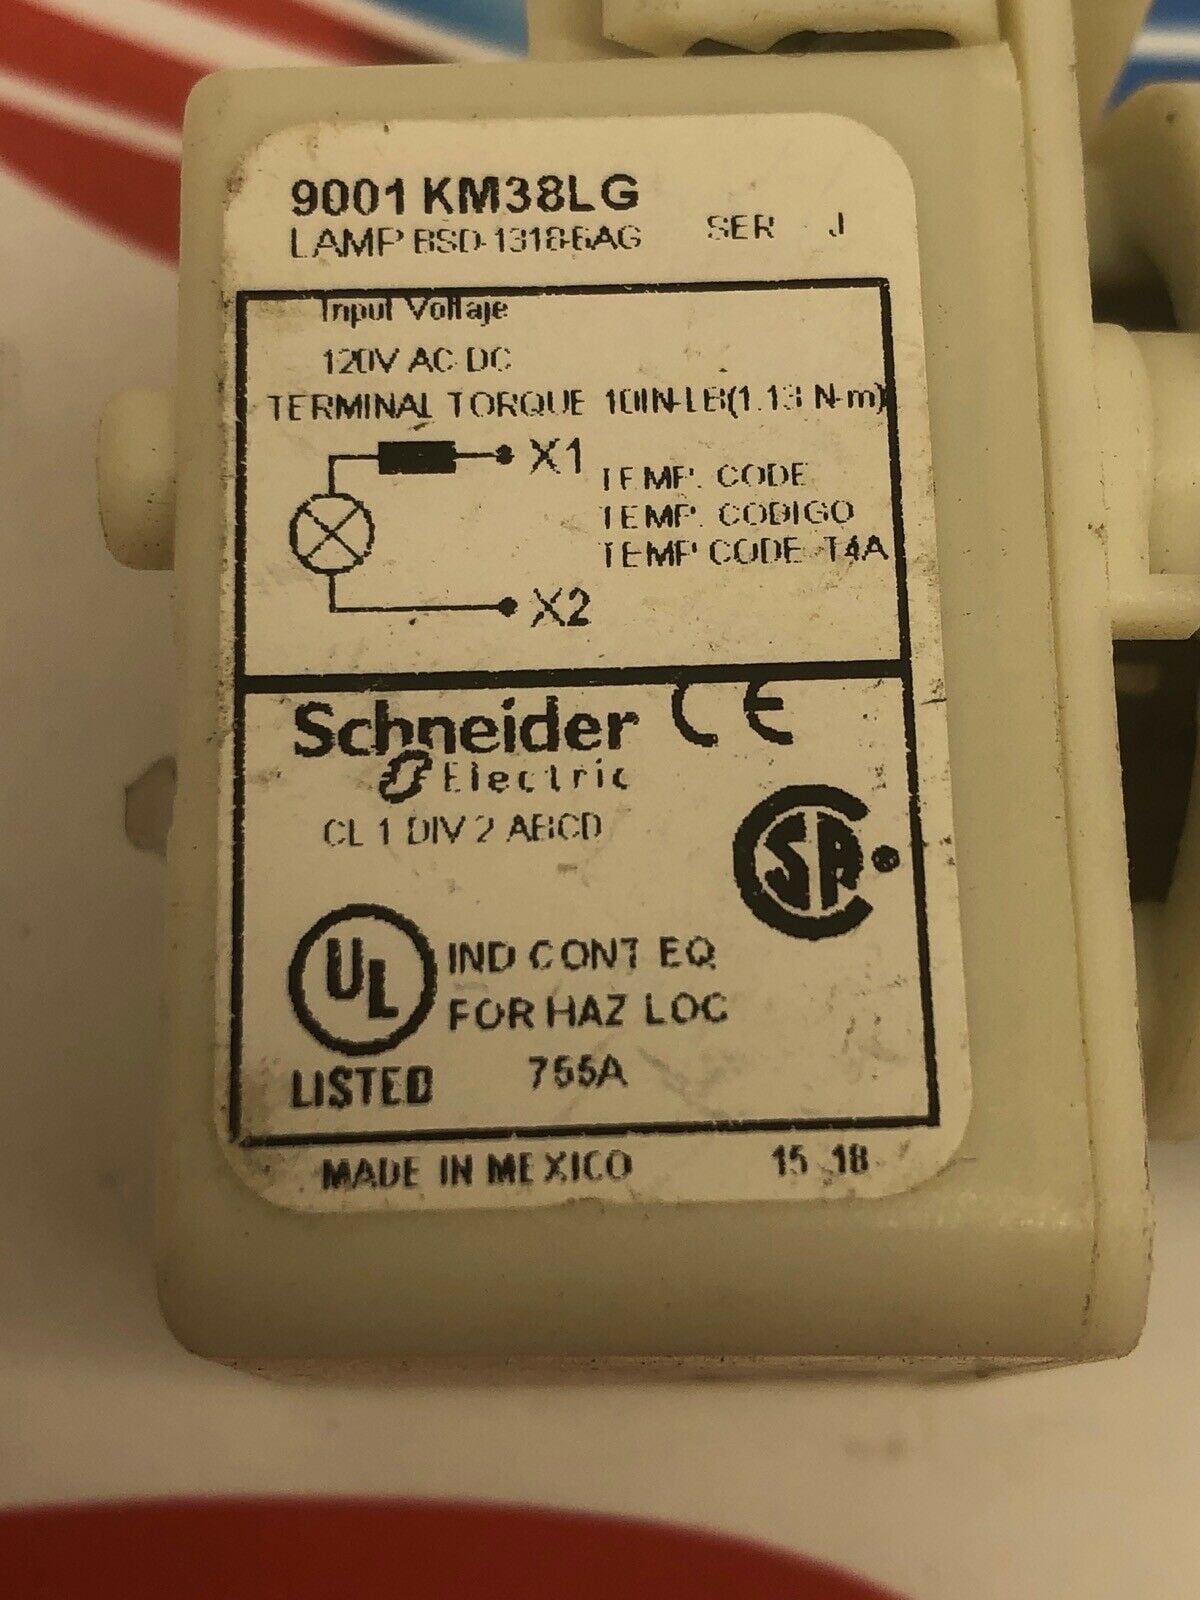 9001 KM38LG
LAMP BSD-1318-6AG SER J
Input Voltaje
120V AC-DC
TERMINAL TORQUE 10IN-LB(1.13 N-m)
X1
TEMP. CODE
TEMP. CODIGO
TEMP CODE T4A
X2
Schneider
Electric
CE
CL 1 DIV 2 ABCD
SA ®
UL
IND CONT EQ
FOR HAZ LOC
LISTED
MADE IN MEXICO 15 18